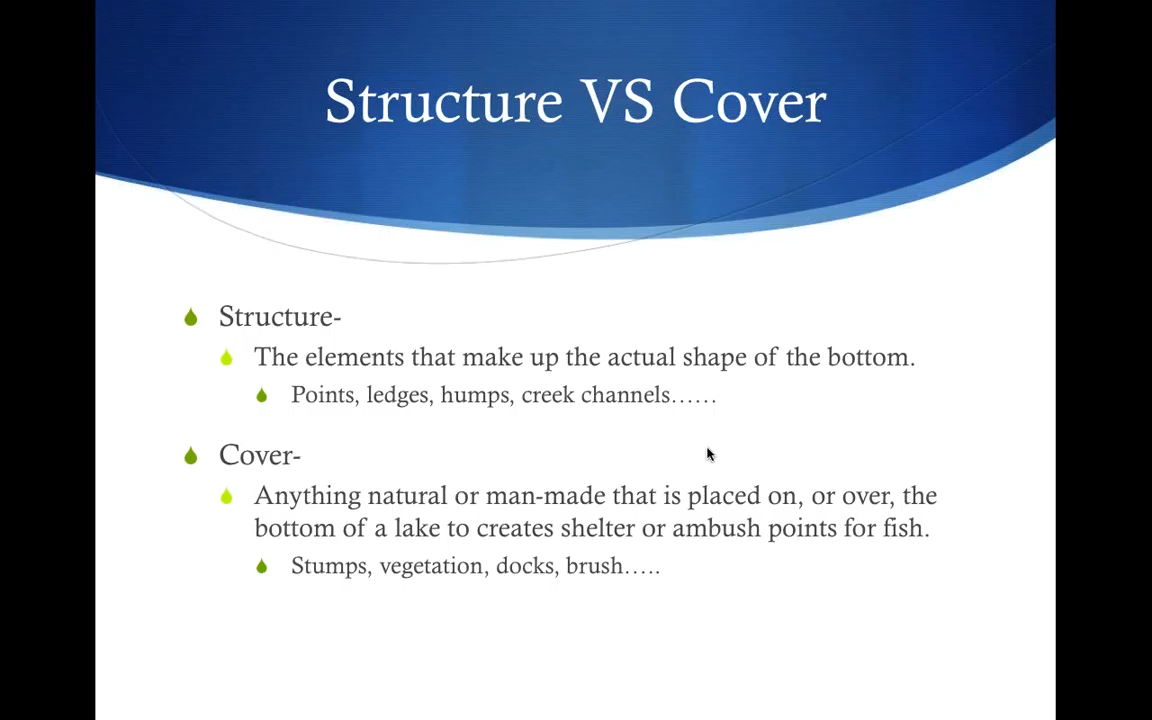 Structure VS Cover
Structure-
The elements that make up the actual shape of the bottom.
Points, ledges, humps, creek channels……
Cover-
Anything natural or man-made that is placed on, or over, the
bottom of a lake to creates shelter or ambush points for fish.
Stumps, vegetation, docks, brush…..